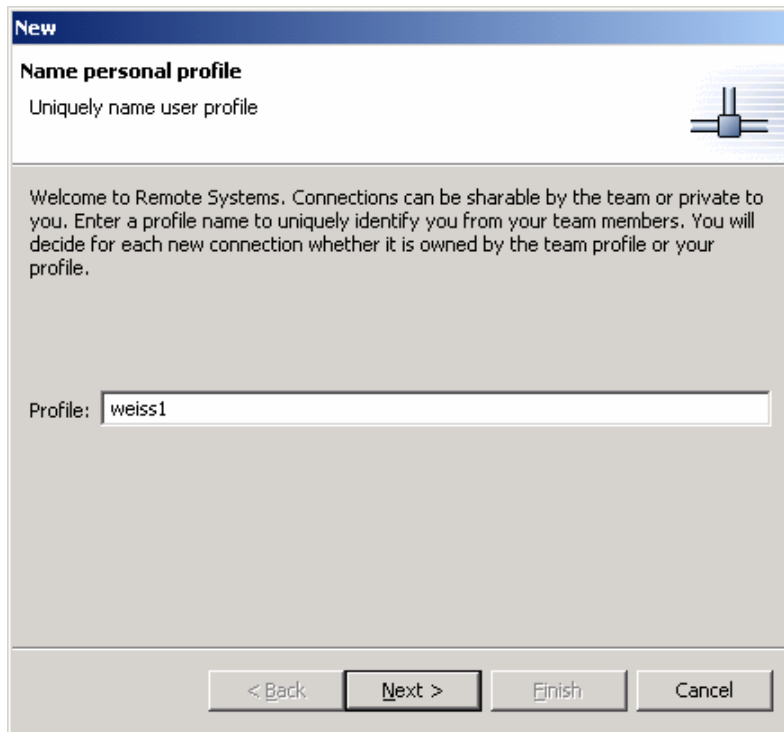 New
Name personal profile
Uniquely name user profile
Welcome to Remote Systems. Connections can be sharable by the team or private to
you. Enter a profile name to uniquely identify you from your team members. You will
decide for each new connection whether it is owned by the team profile or your
profile.
Profile: weiss1
< Back Next > Finish Cancel